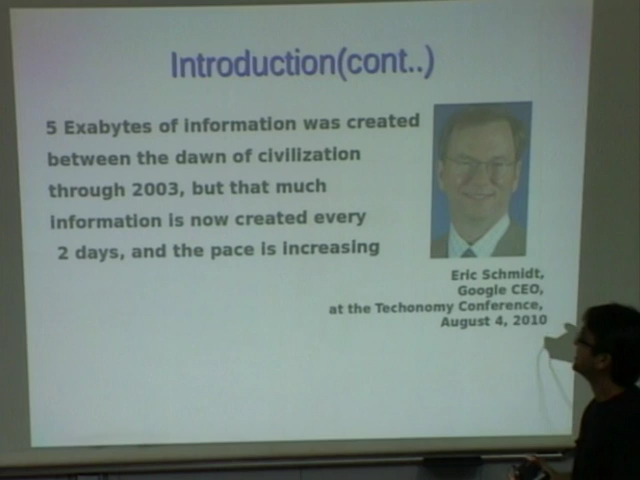 Introduction(cont..)
5 Exabytes of information was created
between the dawn of civilization
through 2003, but that much
information is now created every
2 days, and the pace is increasing
Eric Schmidt,
Google CEO,
at the Techonomy Conference,
August 4, 2010